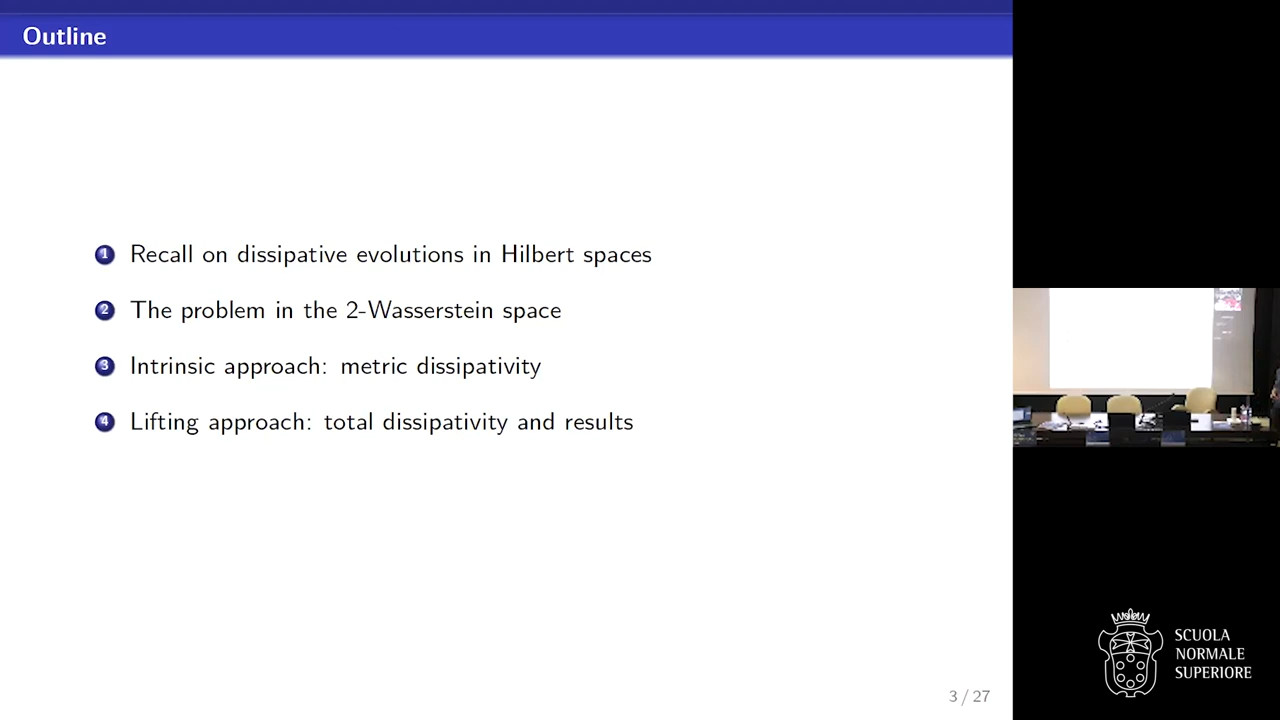 Outline
1 Recall on dissipative evolutions in Hilbert spaces
2 The problem in the 2-Wasserstein space
3 Intrinsic approach: metric dissipativity
4 Lifting approach: total dissipativity and results
3 / 27
SCUOLA
NORMALE
SUPERIORE